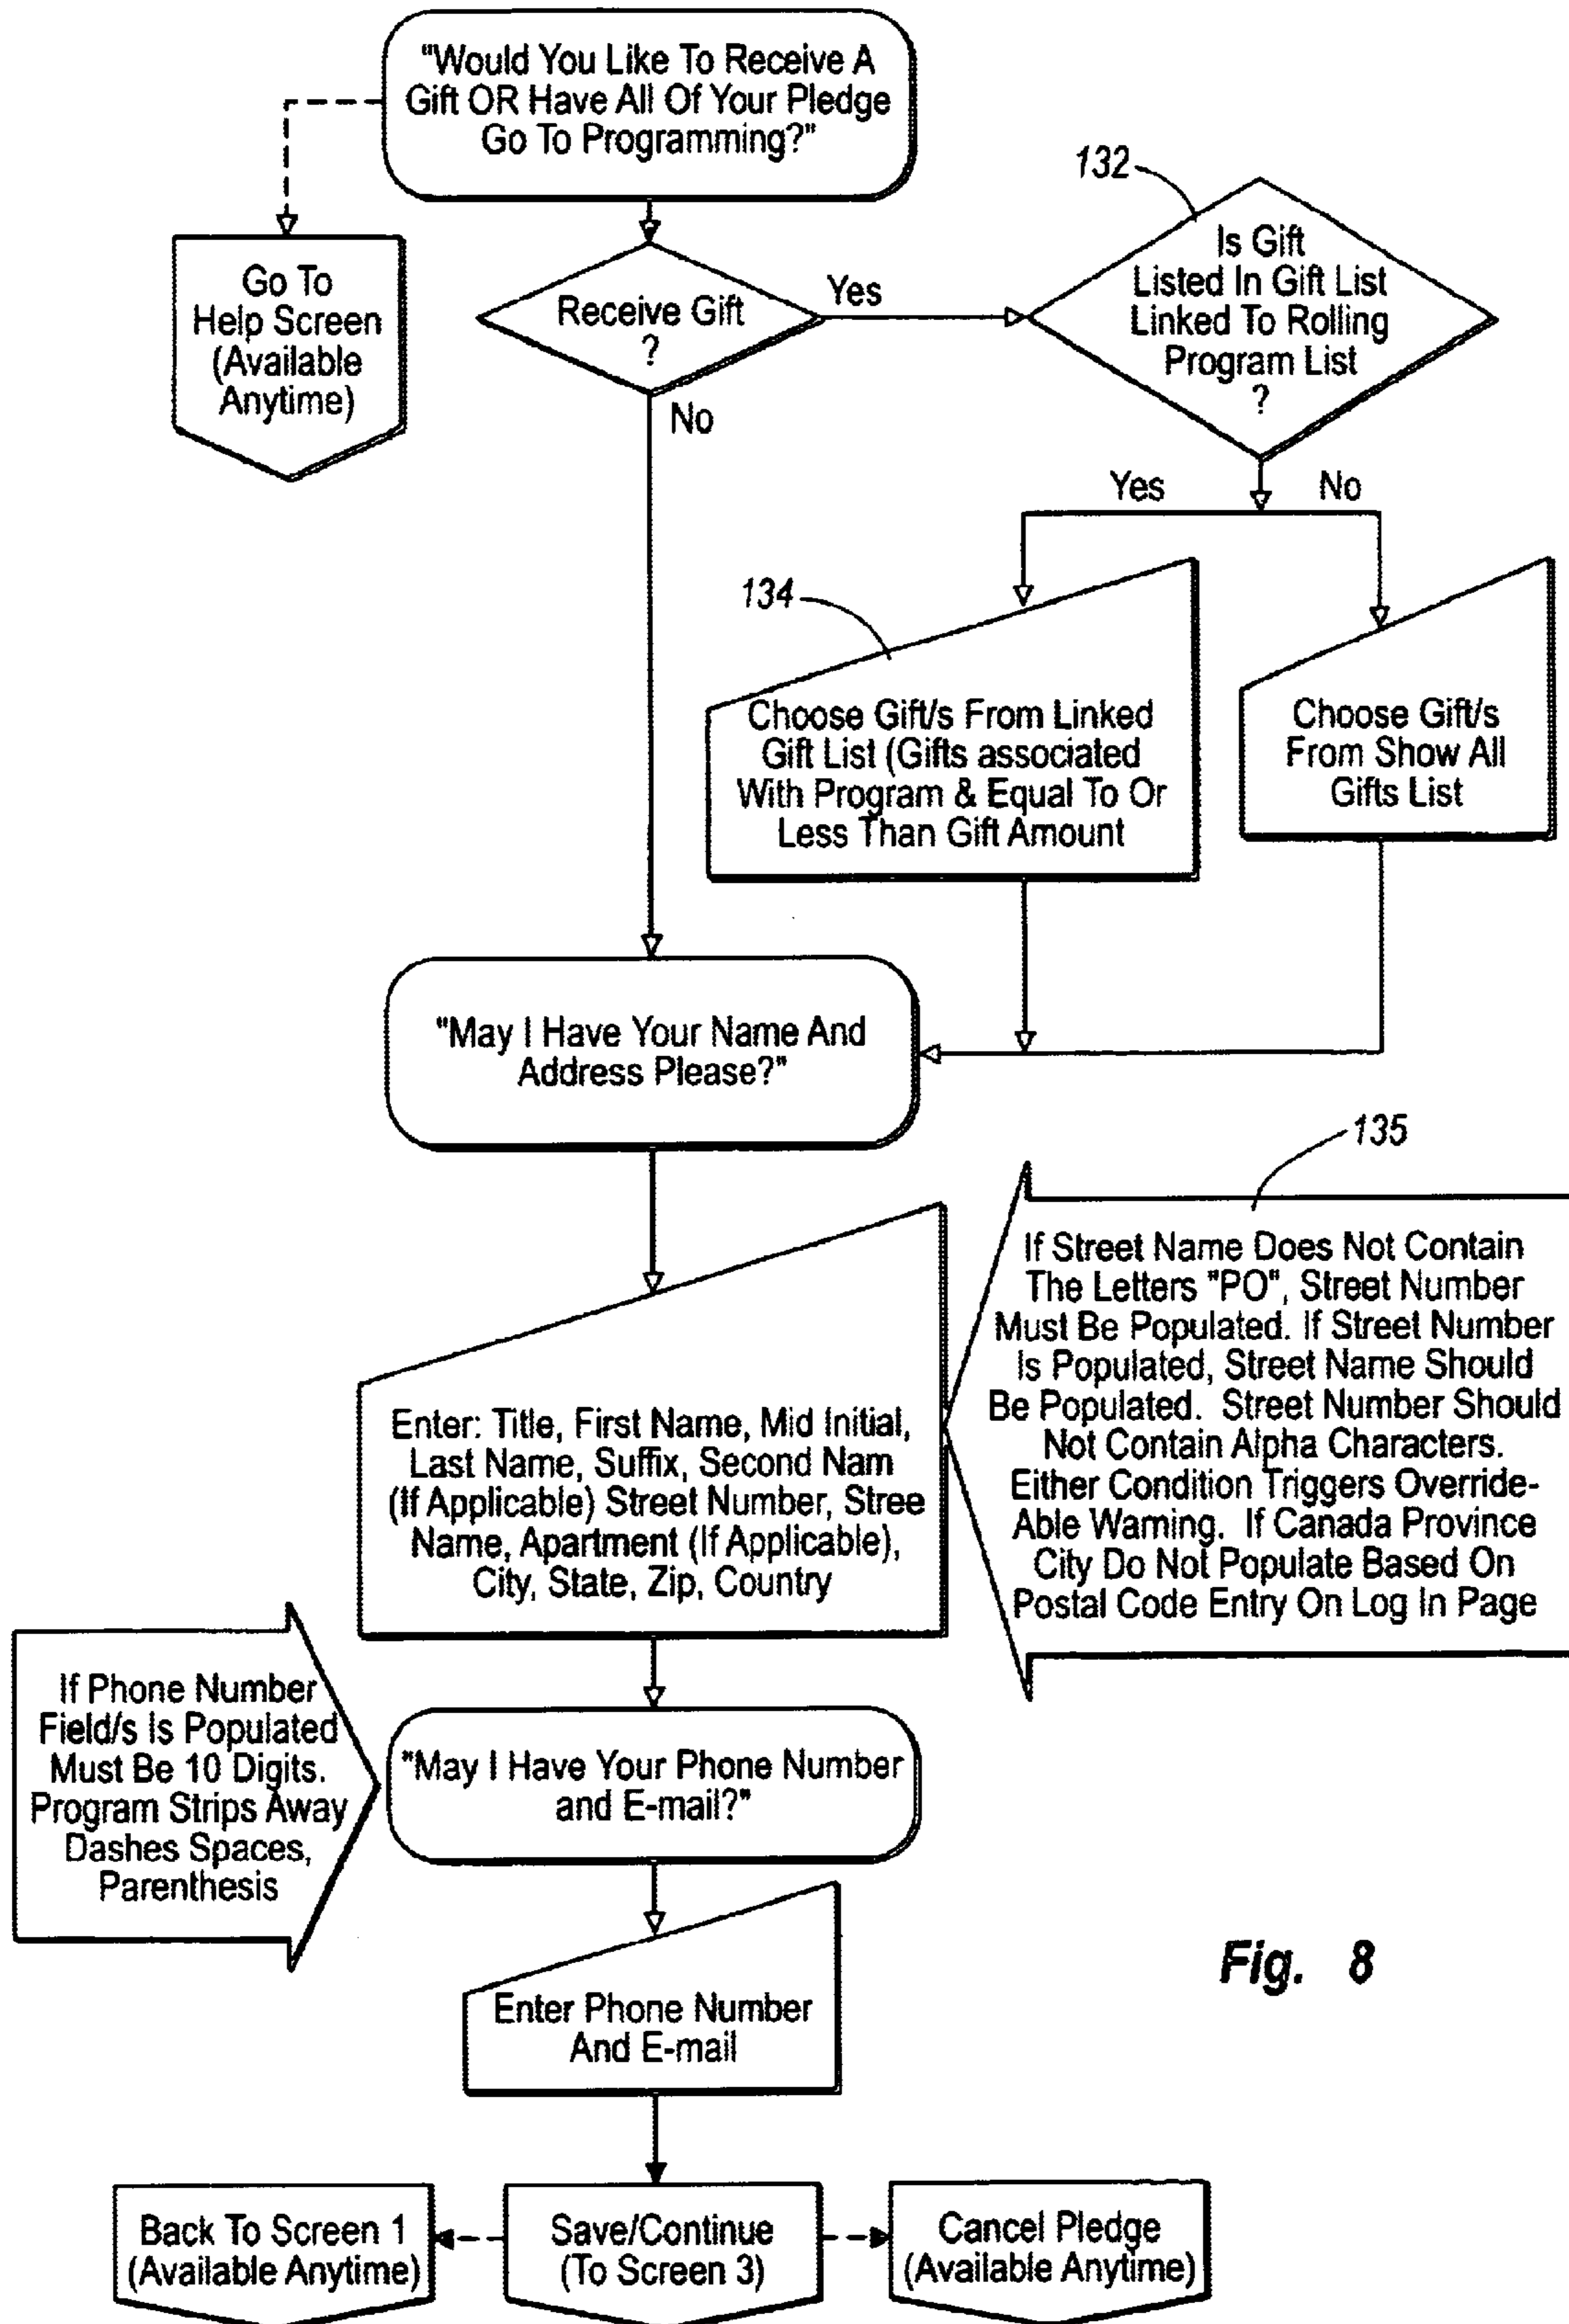 "Would You Like To Receive A
Gift OR Have All Of Your Pledge
Go To Programming?"
Go To
Help Screen
(Available
Anytime)
Receive Gift
?
Yes
No
132
Is Gift
Listed In Gift List
Linked To Rolling
Program List
?
Yes
No
134
Choose Gift/s From Linked
Gift List (Gifts associated
With Program & Equal To Or
Less Than Gift Amount
Choose Gift/s
From Show All
Gifts List
"May I Have Your Name And
Address Please?"
135
If Street Name Does Not Contain
The Letters "PO", Street Number
Must Be Populated. If Street Number
Is Populated, Street Name Should
Be Populated. Street Number Should
Not Contain Alpha Characters.
Either Condition Triggers Override-
Able Warning. If Canada Province
City Do Not Populate Based On
Postal Code Entry On Log In Page
Enter: Title, First Name, Mid Initial,
Last Name, Suffix, Second Nam
(If Applicable) Street Number, Stree
Name, Apartment (If Applicable),
City, State, Zip, Country
If Phone Number
Field/s Is Populated
Must Be 10 Digits.
Program Strips Away
Dashes Spaces,
Parenthesis
"May I Have Your Phone Number
and E-mail?"
Enter Phone Number
And E-mail
Fig. 8
Back To Screen 1
(Available Anytime)
Save/Continue
(To Screen 3)
Cancel Pledge
(Available Anytime)